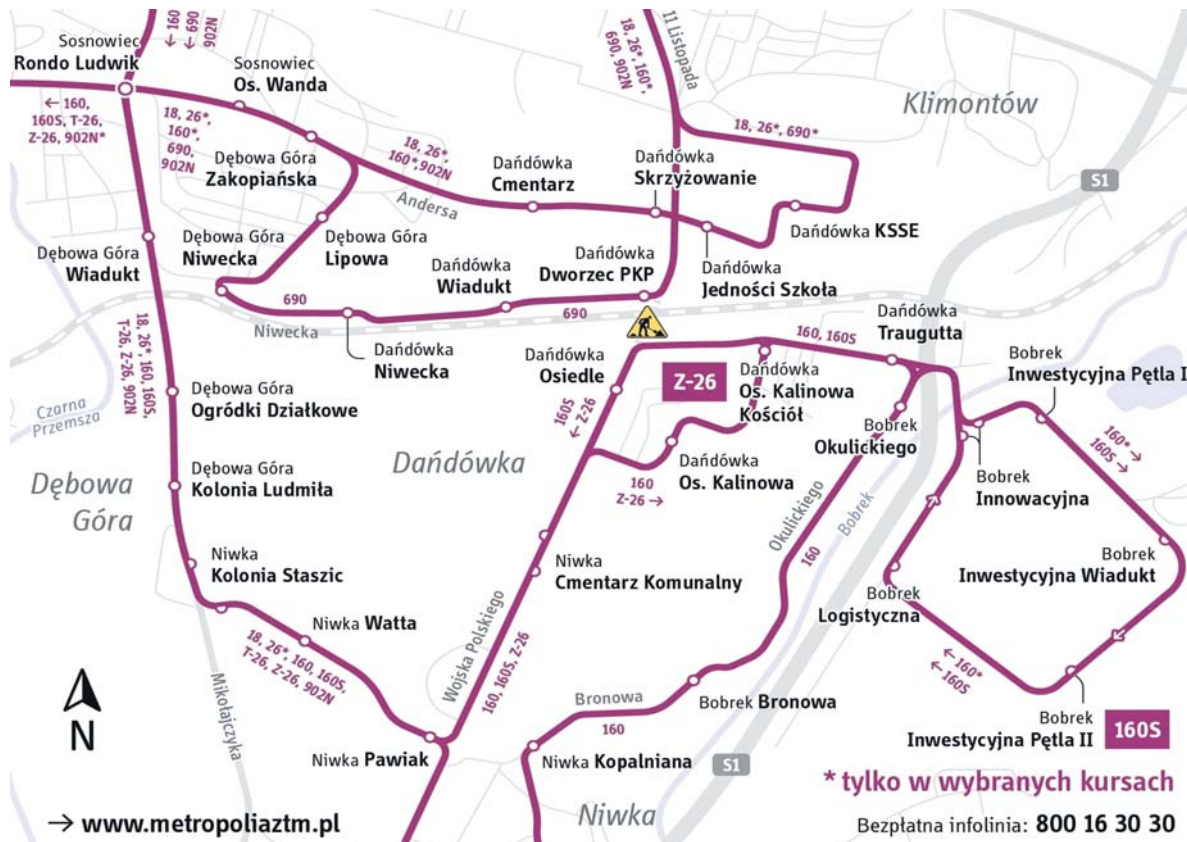 ← 160
← 690
902N
Sosnowiec
Rondo Ludwik
Sosnowiec
Os. Wanda
← 160,
160S, T-26,
Z-26, 902N*
18, 26*,
160*,
690,
902N
18, 26*,
160*, 902N
18, 26*, 160*,
690, 902N
11 Listopada
18, 26*, 690*
Klimontów
S1
Dębowa Góra
Zakopiańska
Andersa
Dańdówka
Cmentarz
Dańdówka
Skrzyżowanie
Dańdówka KSSE
Dębowa Góra
Wiadukt
Dębowa Góra
Niwecka
Dębowa Góra
Lipowa
Dańdówka
Wiadukt
Dańdówka
Dworzec PKP
Dańdówka
Jedności Szkoła
690
690
Niwecka
Dańdówka
Niwecka
18, 26*, 160, 160S,
T-26, Z-26, 902N
Dańdówka
Osiedle
Z-26
160, 160S
Dańdówka
Traugutta
Dańdówka
Os. Kalinowa
Kościół
Bobrek
Inwestycyjna Pętla I
Czarna
Przemsza
Dębowa Góra
Ogródki Działkowe
160S
← Z-26
Bobrek
Okulickiego
160* →
160S →
Dębowa
Góra
Dębowa Góra
Kolonia Ludmiła
Dańdówka
160
Z-26 →
Dańdówka
Os. Kalinowa
Bobrek
Innowacyjna
Okulickiego
Bobrek
160
Niwka
Kolonia Staszic
Niwka
Cmentarz Komunalny
Bobrek
Inwestycyjna Wiadukt
Bobrek
Logistyczna
Niwka Watta
18, 26*, 160, 160S,
T-26, Z-26, 902N
Wojska Polskiego
160, 160S, Z-26
← 160*
← 160S
N
Mikołajczyka
Bronowa
160
Bobrek Bronowa
Bobrek
Inwestycyjna Pętla II
160S
Niwka Pawiak
Niwka Kopalniana
S1
* tylko w wybranych kursach
Niwka
→ www.metropoliaztm.pl
Bezpłatna infolinia: 800 16 30 30